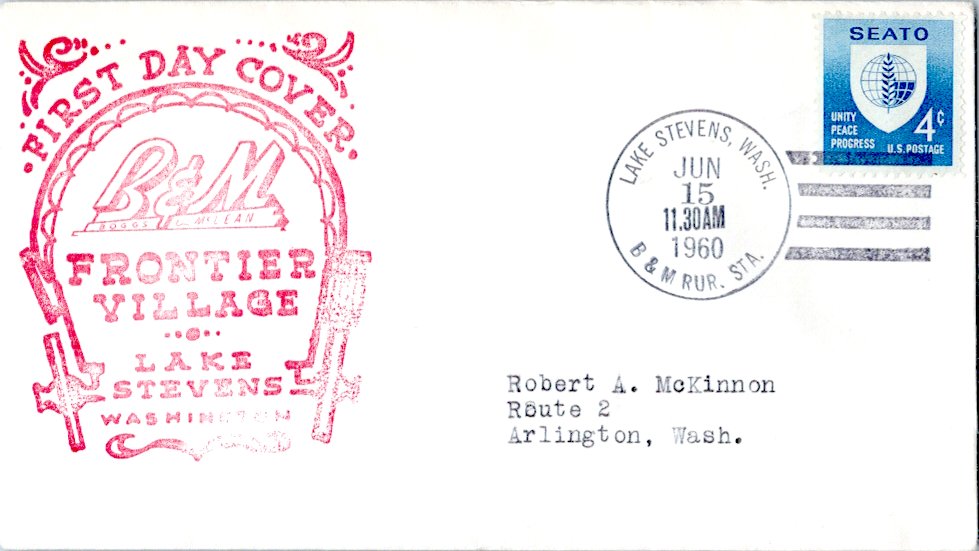 FIRST DAY COVER
B&M
BOGGS & McLEAN
FRONTIER
VILLAGE
LAKE
STEVENS
WASHINGTON
LAKE STEVENS, WASH.
JUN
15
11.30AM
1960
B & M RUR. STA.
SEATO
UNITY
PEACE
PROGRESS
4¢
U.S. POSTAGE
Robert A. McKinnon
Route 2
Arlington, Wash.